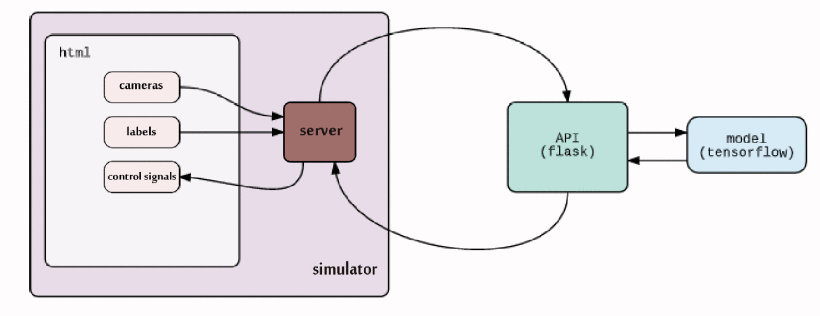 html
cameras
labels
server
control signals
simulator
API
(flask)
model
(tensorflow)